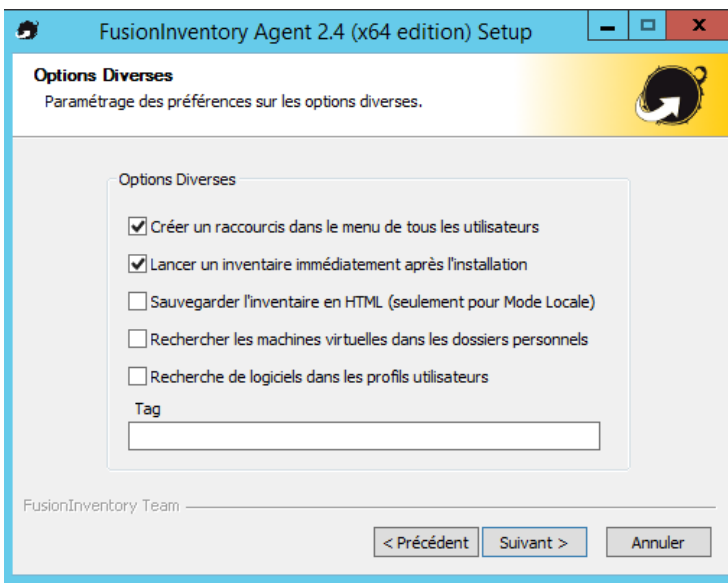 FusionInventory Agent 2.4 (x64 edition) Setup
Options Diverses
Paramétrage des préférences sur les options diverses.
Options Diverses
Créer un raccourcis dans le menu de tous les utilisateurs
Lancer un inventaire immédiatement après l'installation
Sauvegarder l'inventaire en HTML (seulement pour Mode Locale)
Rechercher les machines virtuelles dans les dossiers personnels
Recherche de logiciels dans les profils utilisateurs
Tag
FusionInventory Team
< Précédent Suivant > Annuler